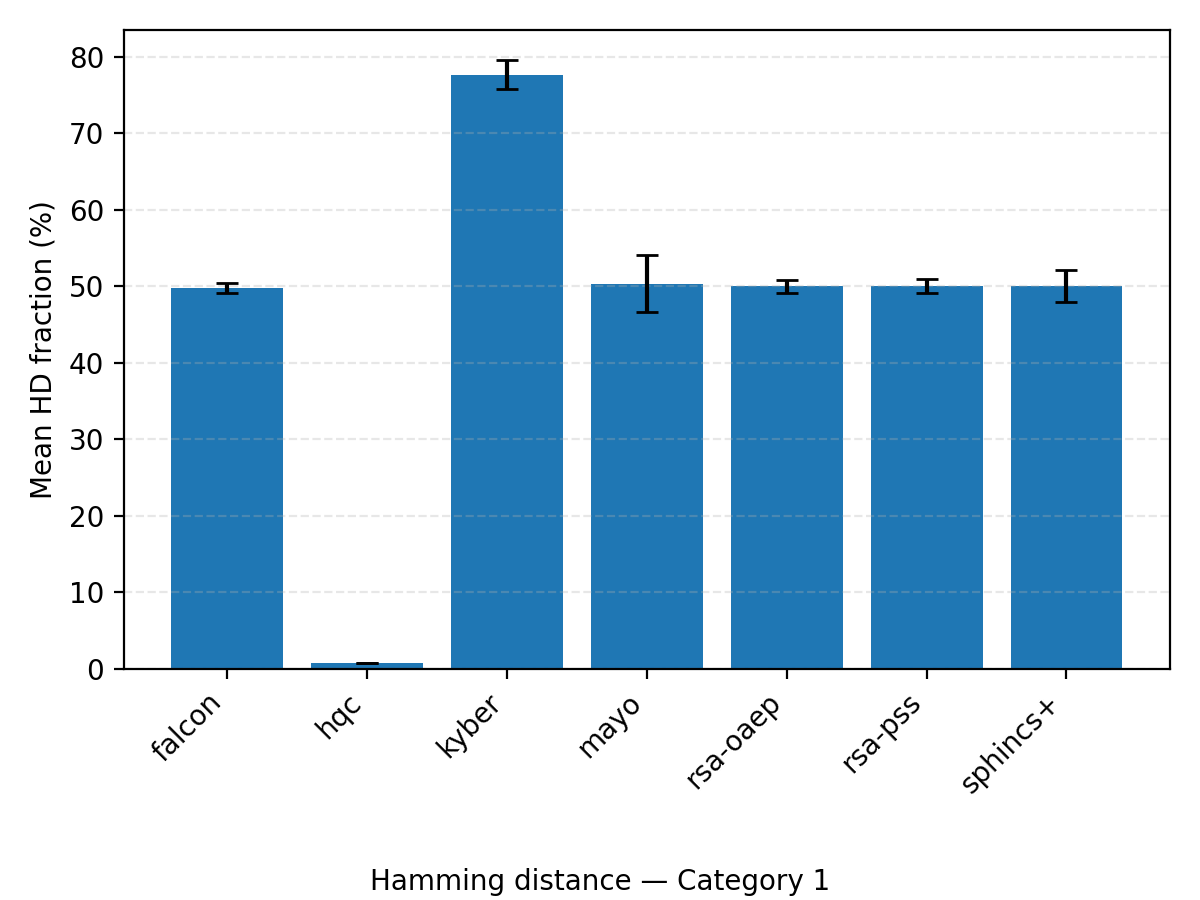 Mean HD fraction (%)
80
70
60
50
40
30
20
10
0
falcon
hqc
kyber
mayo
rsa-oaep
rsa-pss
sphincs+
Hamming distance — Category 1